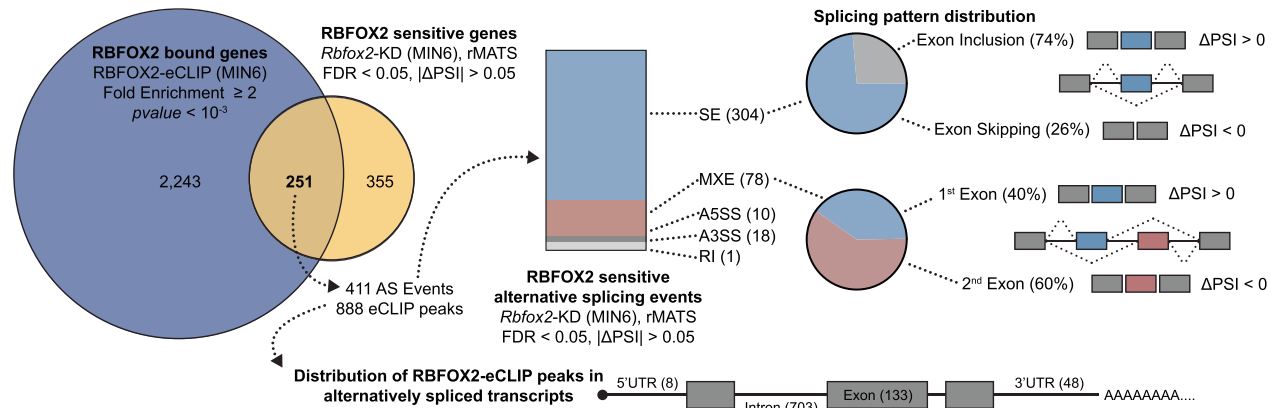 RBFOX2 bound genes
RBFOX2-eCLIP (MIN6)
Fold Enrichment ≥ 2
pvalue < 10-3
RBFOX2 sensitive genes
Rbfox2-KD (MIN6), rMATS
FDR < 0.05, |ΔPSI| > 0.05
2,243
251
355
411 AS Events
888 eCLIP peaks
SE (304)
MXE (78)
A5SS (10)
A3SS (18)
RI (1)
RBFOX2 sensitive
alternative splicing events
Rbfox2-KD (MIN6), rMATS
FDR < 0.05, |ΔPSI| > 0.05
Splicing pattern distribution
Exon Inclusion (74%)
ΔPSI > 0
Exon Skipping (26%)
ΔPSI < 0
1st Exon (40%)
ΔPSI > 0
2nd Exon (60%)
ΔPSI < 0
Distribution of RBFOX2-eCLIP peaks in
alternatively spliced transcripts
5'UTR (8)
Intron (703)
Exon (133)
3'UTR (48)
AAAAAAAA....